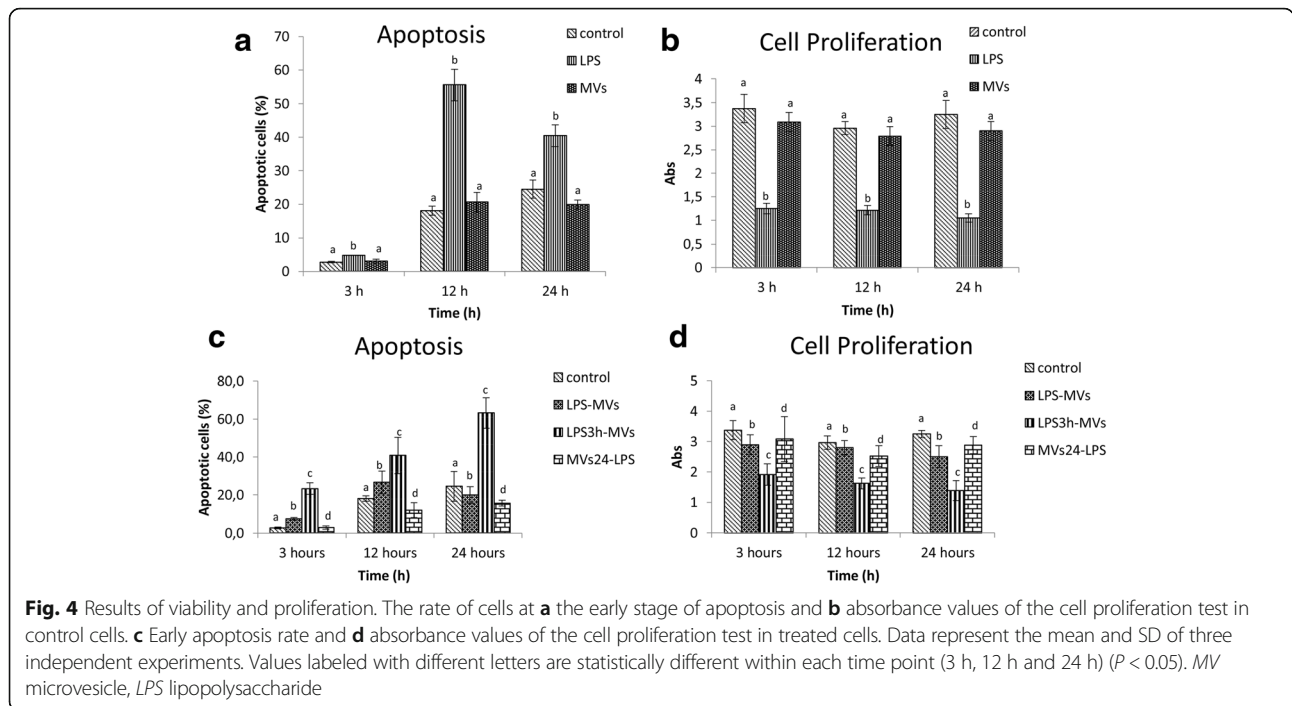 a
Apoptosis
control
LPS
MVs
70
60
50
40
30
20
10
0
Apoptotic cells (%)
a b a
a b a
a b a
3 h 12 h 24 h
Time (h)
b
Cell Proliferation
control
LPS
MVs
4
3,5
3
2,5
2
1,5
1
0,5
0
Abs
a b a
a b a
a b a
3 h 12 h 24 h
Time (h)
c
Apoptosis
control
LPS-MVs
LPS3h-MVs
MVs24-LPS
80,0
60,0
40,0
20,0
0,0
Apoptotic cells (%)
a b c d
a b c d
a b c d
3 hours 12 hours 24 hours
Time (h)
d
Cell Proliferation
control
LPS-MVs
LPS3h-MVs
MVs24-LPS
5
4
3
2
1
0
Abs
a b c d
a b c d
a b c d
3 hours 12 hours 24 hours
Time (h)
Fig. 4 Results of viability and proliferation. The rate of cells at a the early stage of apoptosis and b absorbance values of the cell proliferation test in
control cells. c Early apoptosis rate and d absorbance values of the cell proliferation test in treated cells. Data represent the mean and SD of three
independent experiments. Values labeled with different letters are statistically different within each time point (3 h, 12 h and 24 h) (P < 0.05). MV
microvesicle, LPS lipopolysaccharide